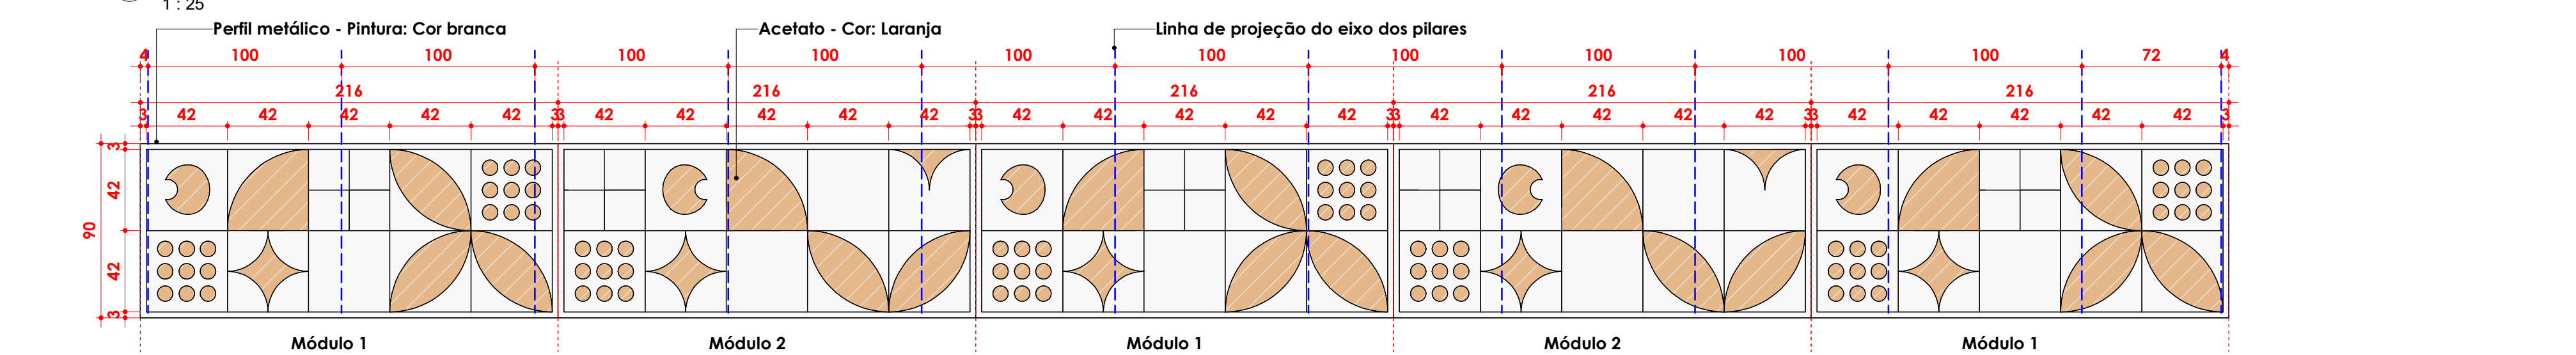 1 : 25
Perfil metálico - Pintura: Cor branca
Acetato - Cor: Laranja
Linha de projeção do eixo dos pilares
4 100 100 100 100 100 100 100 100 100 100 72 4
216 216 216 216 216
3 42 42 42 42 42 3 3 42 42 42 42 42 3 3 42 42 42 42 42 3 3 42 42 42 42 42 3 3 42 42 42 42 42 3
3
42
90
42
3
Módulo 1 Módulo 2 Módulo 1 Módulo 2 Módulo 1